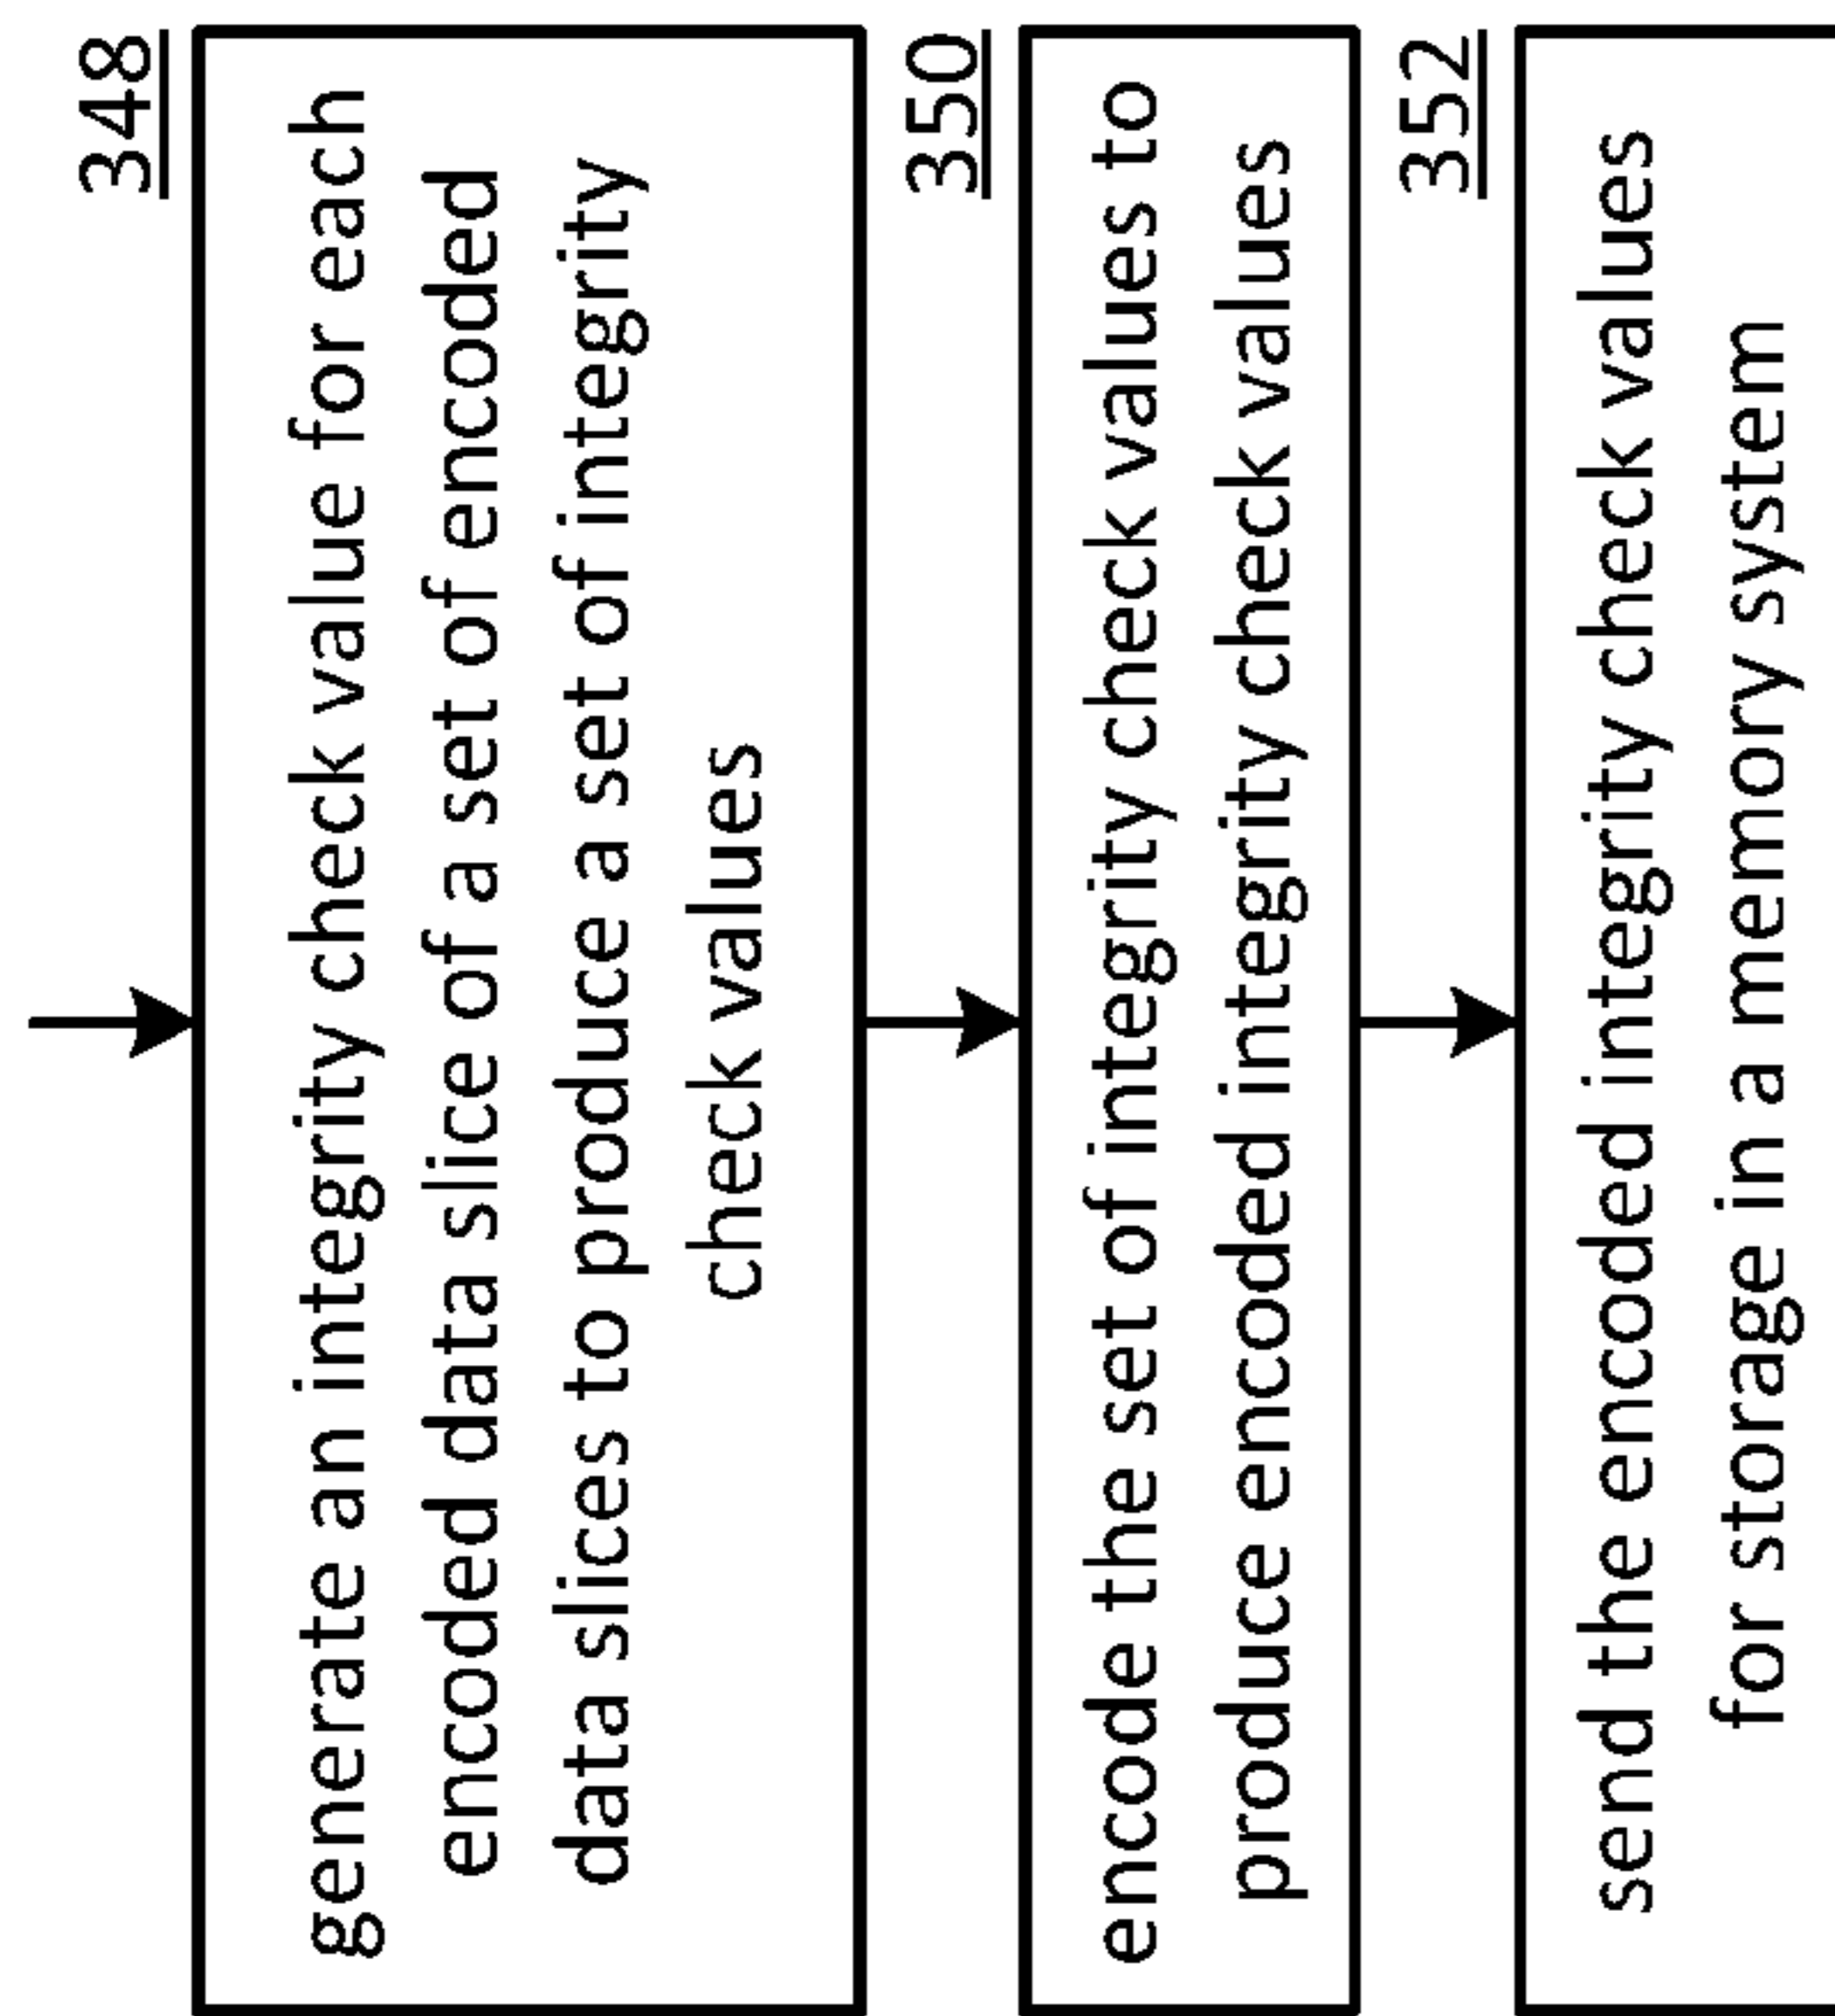 348
generate an integrity check value for each
encoded data slice of a set of encoded
data slices to produce a set of integrity
check values
350
encode the set of integrity check values to
produce encoded integrity check values
352
send the encoded integrity check values
for storage in a memory system